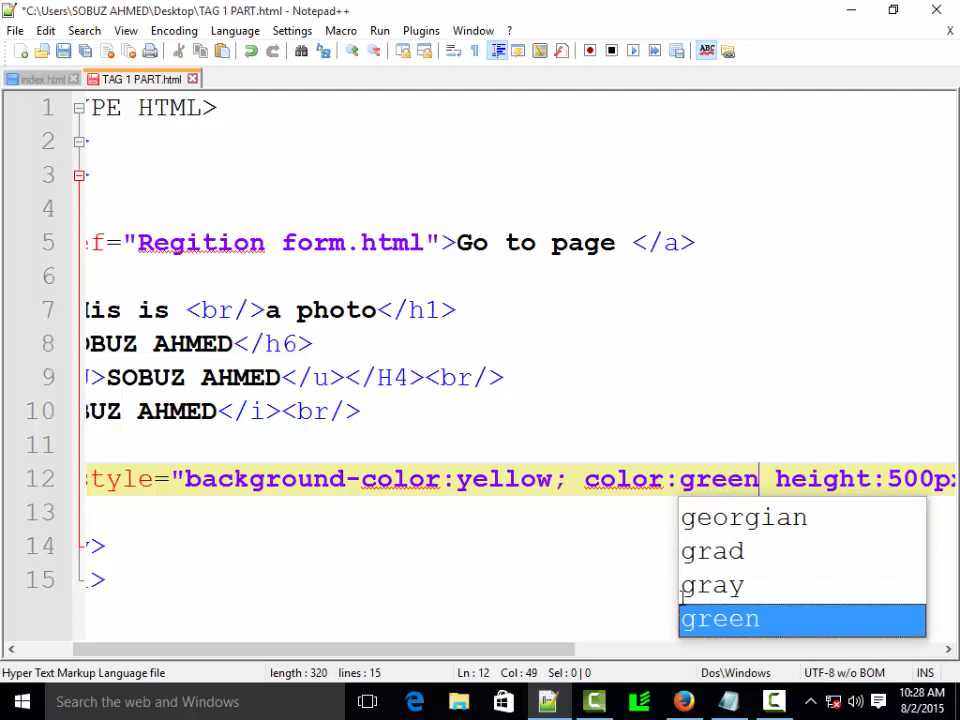 *C:\Users\SOBUZ AHMED\Desktop\TAG 1 PART.html - Notepad++
File Edit Search View Encoding Language Settings Macro Run Plugins Window ? X
index.html TAG 1 PART.html
1 YPE HTML>
2 >
3 >
4
5 ef="Regition form.html">Go to page </a>
6
7 his is <br/>a photo</h1>
8 OBUZ AHMED</h6>
9 U>SOBUZ AHMED</u></H4><br/>
10 BUZ AHMED</i><br/>
11
12 style="background-color:yellow; color:green height:500px
13
14 y>
15 l>
georgian
grad
gray
green
Hyper Text Markup Language file length : 320 lines : 15 Ln : 12 Col : 49 Sel : 0 | 0 Dos\Windows UTF-8 w/o BOM INS
Search the web and Windows
10:28 AM
8/2/2015